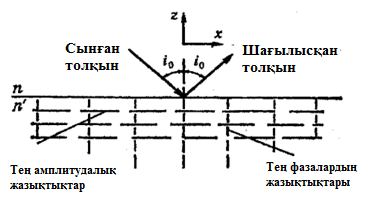 z
x
Сынған
толқын
i₀ i₀
Шағылысқан
толқын
n
n'
Тең амплитудалық
жазықтықтар
Тең фазалардың
жазықтықтары